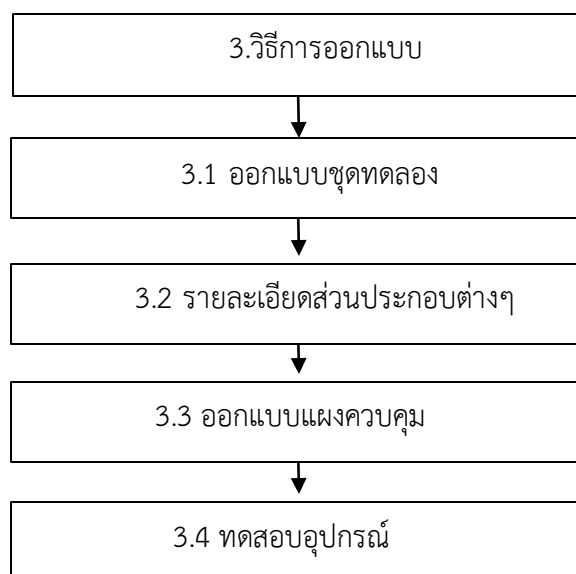 3.วิธีการออกแบบ
3.1 ออกแบบชุดทดลอง
3.2 รายละเอียดส่วนประกอบต่างๆ
3.3 ออกแบบแผงควบคุม
3.4 ทดสอบอุปกรณ์